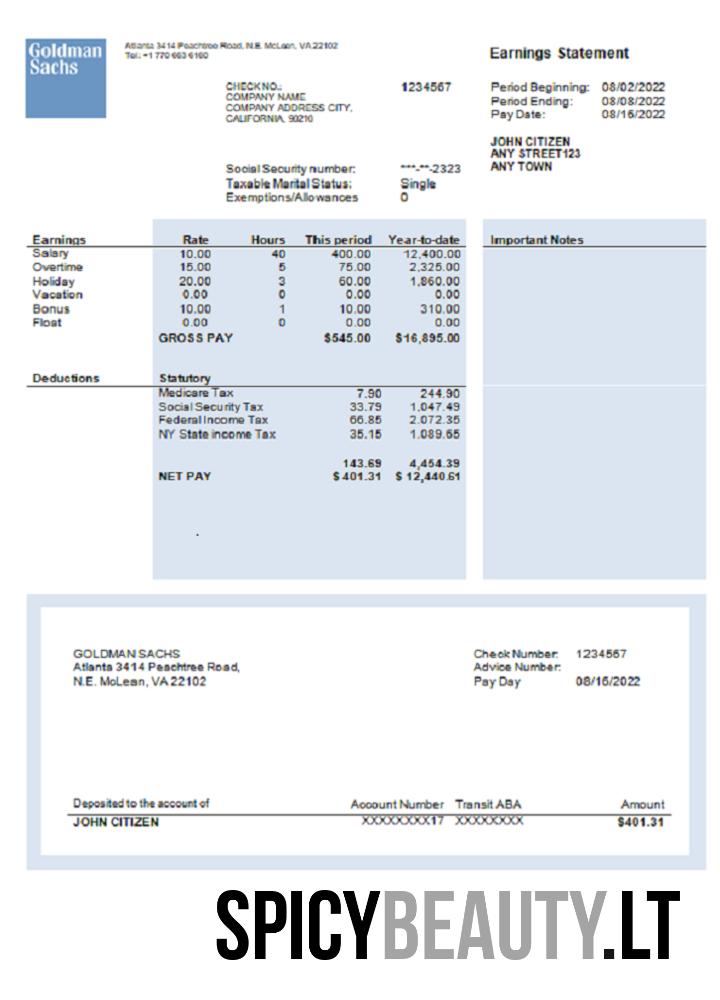 Goldman
Sachs
Atlanta 3414 Peachtree Road, N.E. McLean, VA 22102
Tel.: +1 770 663 6160
Earnings Statement
CHECK NO.: 1234567
COMPANY NAME
COMPANY ADDRESS CITY,
CALIFORNIA, 90210
Period Beginning: 08/02/2022
Period Ending: 08/08/2022
Pay Date: 08/16/2022
JOHN CITIZEN
ANY STREET123
ANY TOWN
Social Security number: ***-**-2323
Taxable Marital Status: Single
Exemptions/Allowances 0
Earnings Rate Hours This period Year-to-date Important Notes
Salary 10.00 40 400.00 12,400.00
Overtime 15.00 5 75.00 2,325.00
Holiday 20.00 3 60.00 1,860.00
Vacation 0.00 0 0.00 0.00
Bonus 10.00 1 10.00 310.00
Float 0.00 0 0.00 0.00
GROSS PAY $545.00 $16,895.00
Deductions Statutory
Medicare Tax 7.90 244.90
Social Security Tax 33.79 1,047.49
Federal Income Tax 66.85 2,072.35
NY State income Tax 35.15 1,089.65
143.69 4,454.39
NET PAY $401.31 $12,440.61
GOLDMAN SACHS
Atlanta 3414 Peachtree Road,
N.E. McLean, VA 22102
Check Number: 1234567
Advice Number:
Pay Day 08/16/2022
Deposited to the account of Account Number Transit ABA Amount
JOHN CITIZEN XXXXXXXX17 XXXXXXXX $401.31
SPICYBEAUTY.LT